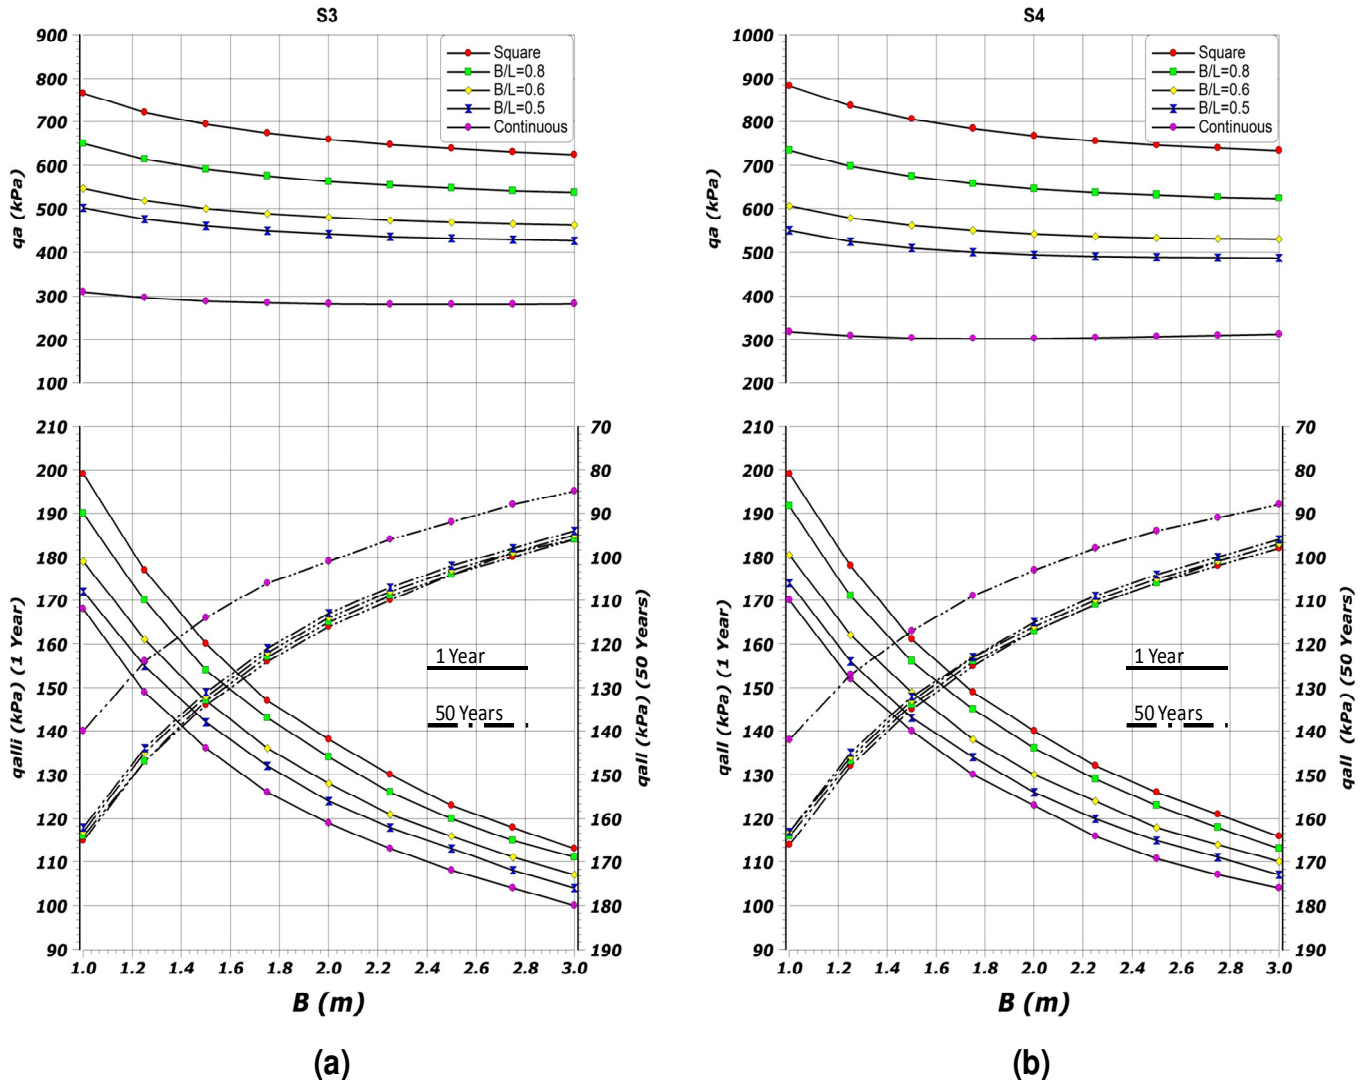 S3
900
800
700
600
500
400
300
200
100
qa (kPa)
Square
B/L=0.8
B/L=0.6
B/L=0.5
Continuous
210
200
190
180
170
160
150
140
130
120
110
100
90
qalll (kPa) (1 Year)
70
80
90
100
110
120
130
140
150
160
170
180
190
qall (kPa) (50 Years)
1 Year
50 Years
1.0 1.2 1.4 1.6 1.8 2.0 2.2 2.4 2.6 2.8 3.0
B (m)
(a)
S4
1000
900
800
700
600
500
400
300
200
qa (kPa)
Square
B/L=0.8
B/L=0.6
B/L=0.5
Continuous
210
200
190
180
170
160
150
140
130
120
110
100
90
qall (kPa) (1 Year)
70
80
90
100
110
120
130
140
150
160
170
180
190
qall (kPa) (50 Years)
1 Year
50 Years
1.0 1.2 1.4 1.6 1.8 2.0 2.2 2.4 2.6 2.8 3.0
B (m)
(b)